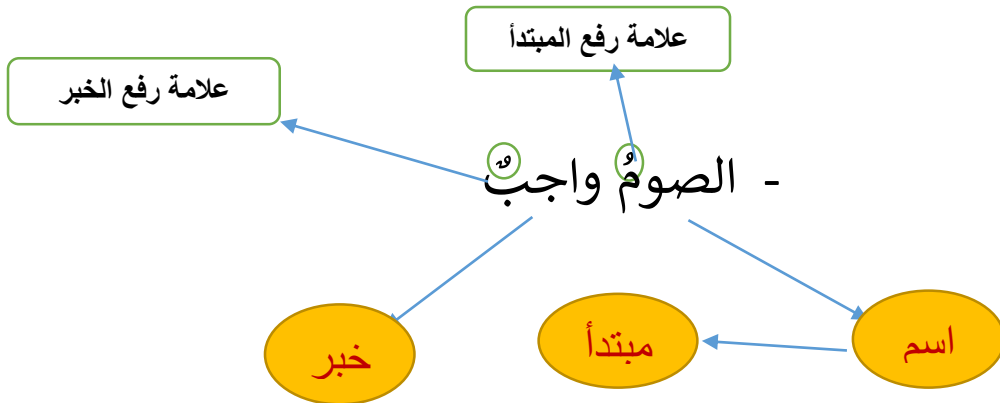 علامة رفع المبتدأ
علامة رفع الخبر
- الصومُ واجبٌ
اسم
مبتدأ
خبر